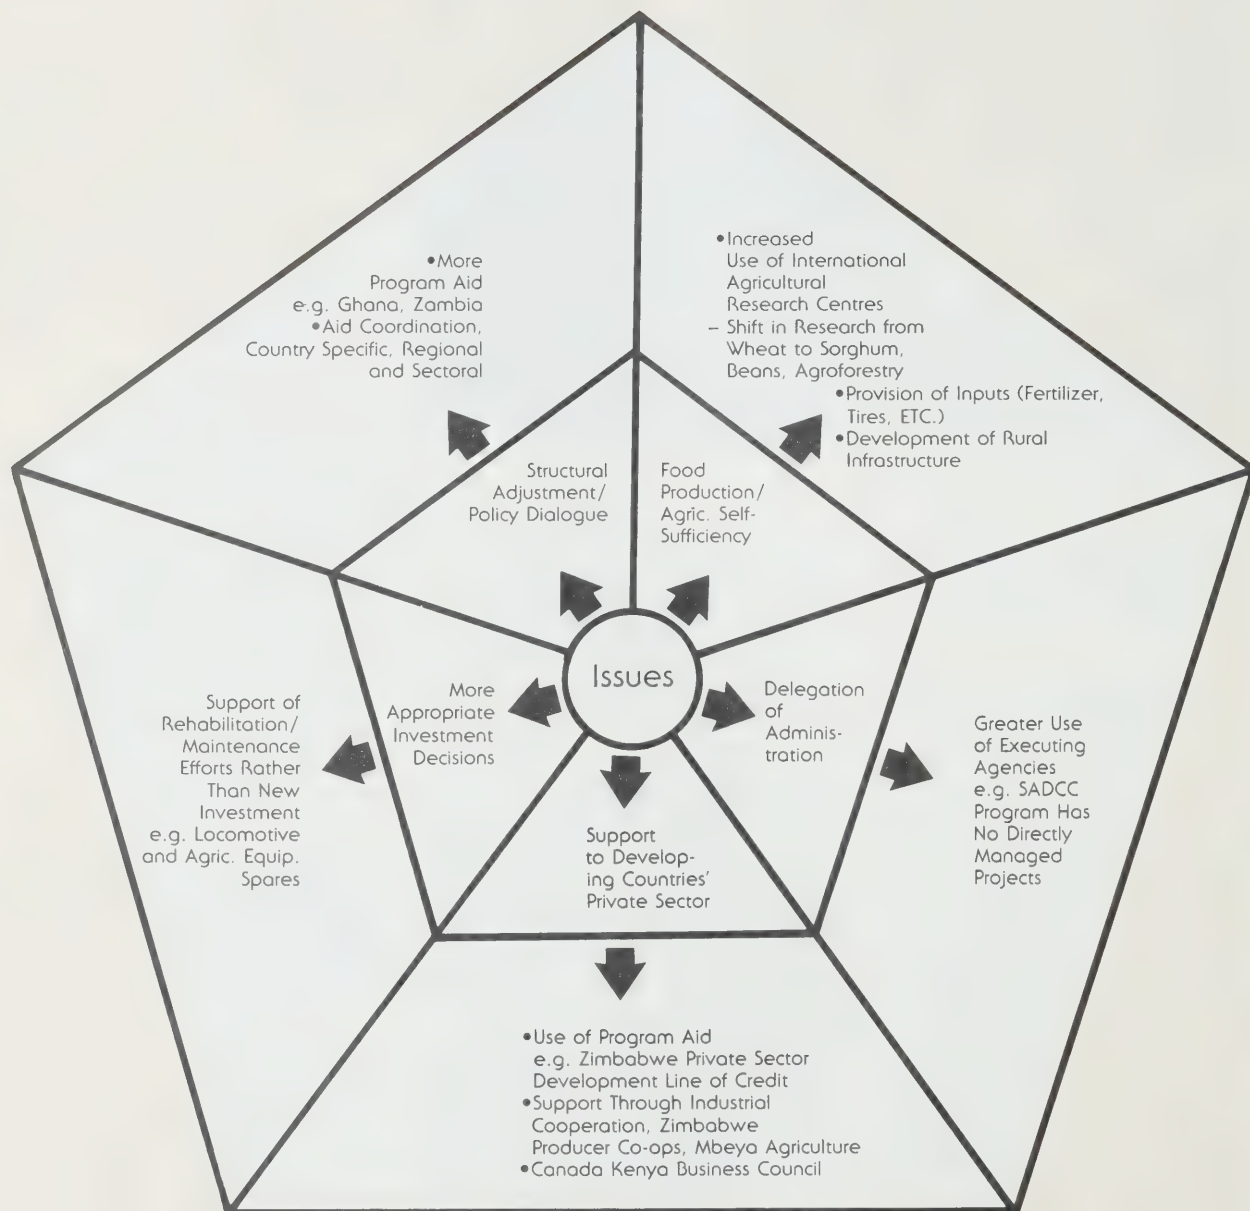 •More
Program Aid
e.g. Ghana, Zambia
•Aid Coordination,
Country Specific, Regional
and Sectoral
•Increased
Use of International
Agricultural
Research Centres
– Shift in Research from
Wheat to Sorghum,
Beans, Agroforestry
•Provision of Inputs (Fertilizer,
Tires, ETC.)
•Development of Rural
Infrastructure
Structural
Adjustment/
Policy Dialogue
Food
Production/
Agric. Self-
Sufficiency
Issues
More
Appropriate
Investment
Decisions
Delegation
of
Adminis-
tration
Support of
Rehabilitation/
Maintenance
Efforts Rather
Than New
Investment
e.g. Locomotive
and Agric. Equip.
Spares
Greater Use
of Executing
Agencies
e.g. SADCC
Program Has
No Directly
Managed
Projects
Support
to Develop-
ing Countries'
Private Sector
•Use of Program Aid
e.g. Zimbabwe Private Sector
Development Line of Credit
•Support Through Industrial
Cooperation, Zimbabwe
Producer Co-ops, Mbeya Agriculture
•Canada Kenya Business Council